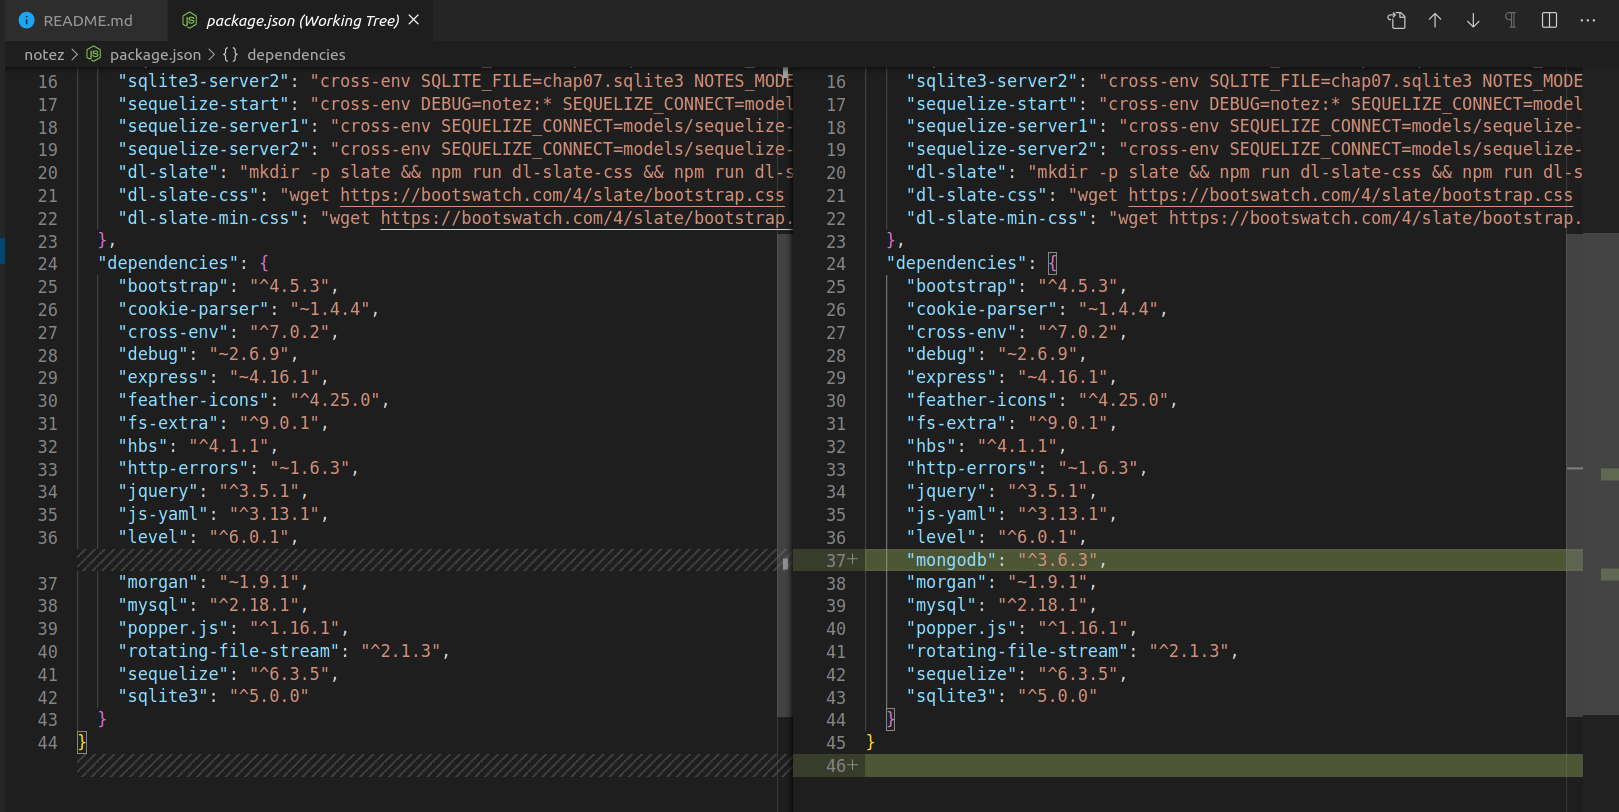 README.md package.json (Working Tree)
notez > package.json > {} dependencies
16 "sqlite3-server2": "cross-env SQLITE_FILE=chap07.sqlite3 NOTES_MODE
17 "sequelize-start": "cross-env DEBUG=notez:* SEQUELIZE_CONNECT=model
18 "sequelize-server1": "cross-env SEQUELIZE_CONNECT=models/sequelize-
19 "sequelize-server2": "cross-env SEQUELIZE_CONNECT=models/sequelize-
20 "dl-slate": "mkdir -p slate && npm run dl-slate-css && npm run dl-s
21 "dl-slate-css": "wget https://bootswatch.com/4/slate/bootstrap.css
22 "dl-slate-min-css": "wget https://bootswatch.com/4/slate/bootstrap.
23 },
24 "dependencies": {
25 "bootstrap": "^4.5.3",
26 "cookie-parser": "~1.4.4",
27 "cross-env": "^7.0.2",
28 "debug": "~2.6.9",
29 "express": "~4.16.1",
30 "feather-icons": "^4.25.0",
31 "fs-extra": "^9.0.1",
32 "hbs": "^4.1.1",
33 "http-errors": "~1.6.3",
34 "jquery": "^3.5.1",
35 "js-yaml": "^3.13.1",
36 "level": "^6.0.1",
37 "morgan": "~1.9.1",
38 "mysql": "^2.18.1",
39 "popper.js": "^1.16.1",
40 "rotating-file-stream": "^2.1.3",
41 "sequelize": "^6.3.5",
42 "sqlite3": "^5.0.0"
43 }
44 }
16 "sqlite3-server2": "cross-env SQLITE_FILE=chap07.sqlite3 NOTES_MODE
17 "sequelize-start": "cross-env DEBUG=notez:* SEQUELIZE_CONNECT=model
18 "sequelize-server1": "cross-env SEQUELIZE_CONNECT=models/sequelize-
19 "sequelize-server2": "cross-env SEQUELIZE_CONNECT=models/sequelize-
20 "dl-slate": "mkdir -p slate && npm run dl-slate-css && npm run dl-s
21 "dl-slate-css": "wget https://bootswatch.com/4/slate/bootstrap.css
22 "dl-slate-min-css": "wget https://bootswatch.com/4/slate/bootstrap.
23 },
24 "dependencies": {
25 "bootstrap": "^4.5.3",
26 "cookie-parser": "~1.4.4",
27 "cross-env": "^7.0.2",
28 "debug": "~2.6.9",
29 "express": "~4.16.1",
30 "feather-icons": "^4.25.0",
31 "fs-extra": "^9.0.1",
32 "hbs": "^4.1.1",
33 "http-errors": "~1.6.3",
34 "jquery": "^3.5.1",
35 "js-yaml": "^3.13.1",
36 "level": "^6.0.1",
37+ "mongodb": "^3.6.3",
38 "morgan": "~1.9.1",
39 "mysql": "^2.18.1",
40 "popper.js": "^1.16.1",
41 "rotating-file-stream": "^2.1.3",
42 "sequelize": "^6.3.5",
43 "sqlite3": "^5.0.0"
44 }
45 }
46+